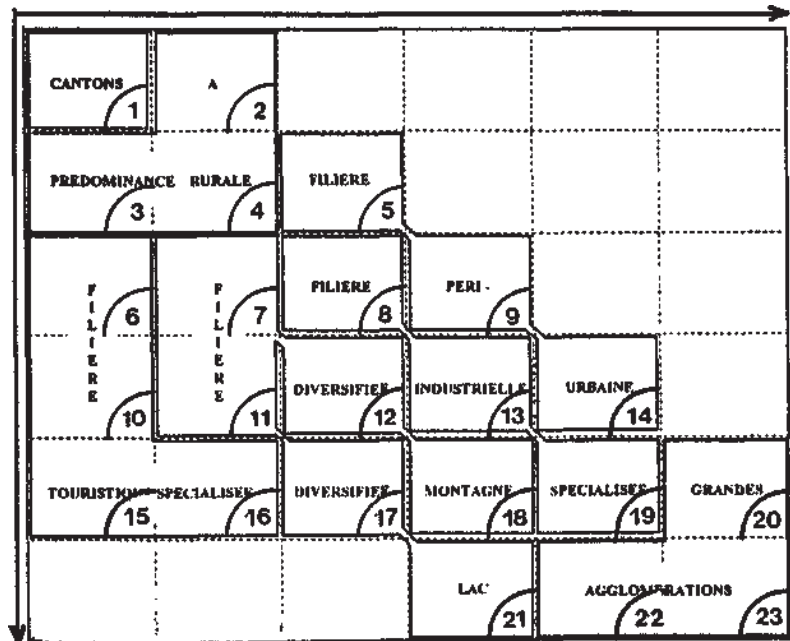 CANTONS 1 A 2
PREDOMINANCE 3 RURALE 4 FILIERE 5
FILIERE 6 FILIERE 7 FILIERE 8 PERI - 9
10 11 DIVERSIFIEE 12 INDUSTRIELLE 13 URBAINE 14
TOURISTIQUE 15 SPECIALISEE 16 DIVERSIFIEE 17 MONTAGNE 18 SPECIALISEE 19 GRANDES 20
LAC 21 AGGLOMERATIONS 22 23